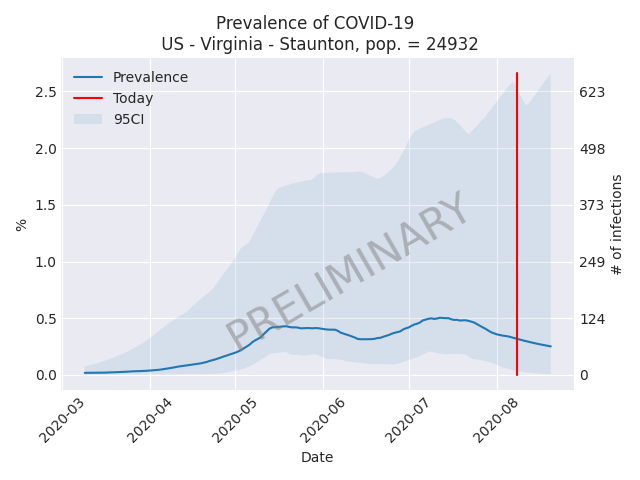 Prevalence of COVID-19
US - Virginia - Staunton, pop. = 24932
Prevalence
Today
95CI
2.5
2.0
1.5
1.0
0.5
0.0
%
623
498
373
249
124
0
# of infections
PRELIMINARY
2020-03
2020-04
2020-05
2020-06
2020-07
2020-08
Date